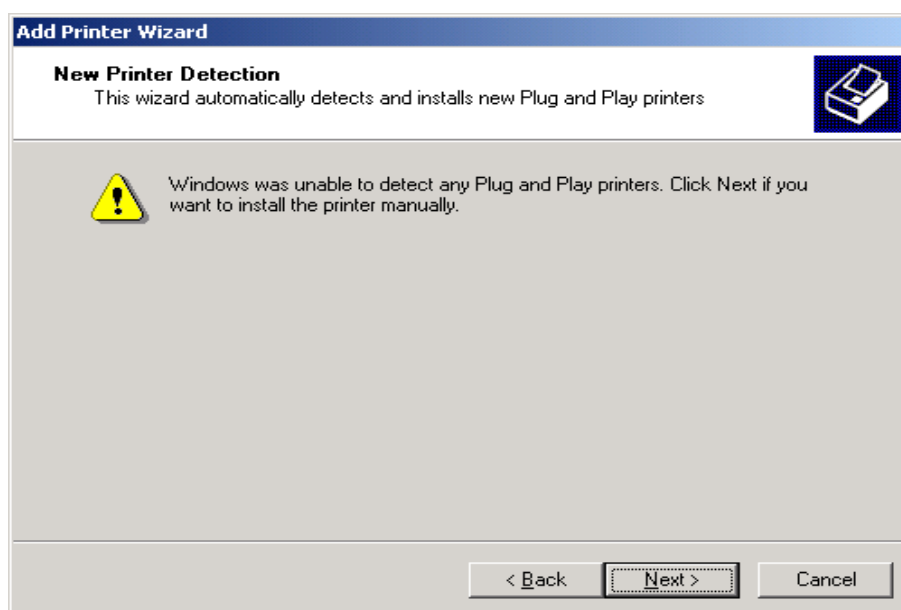 Add Printer Wizard
New Printer Detection
This wizard automatically detects and installs new Plug and Play printers
Windows was unable to detect any Plug and Play printers. Click Next if you
want to install the printer manually.
< Back Next > Cancel